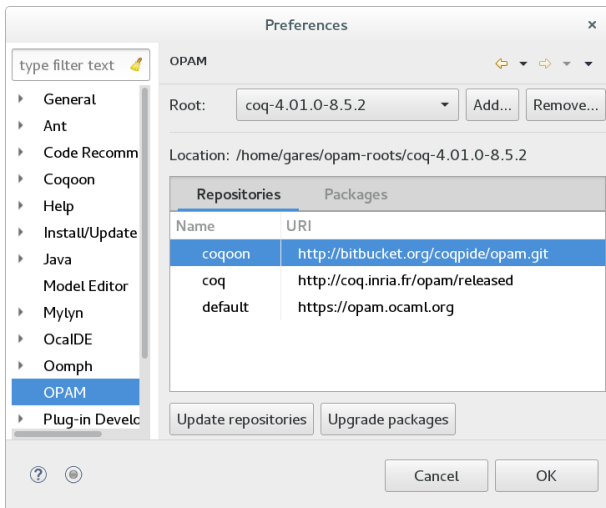 Preferences ×
type filter text
General
Ant
Code Recomm
Coqoon
Help
Install/Update
Java
Model Editor
Mylyn
OcaIDE
Oomph
OPAM
Plug-in Develo
OPAM
Root: coq-4.01.0-8.5.2 Add... Remove...
Location: /home/gares/opam-roots/coq-4.01.0-8.5.2
Repositories Packages
Name URI
coqoon http://bitbucket.org/coqpide/opam.git
coq http://coq.inria.fr/opam/released
default https://opam.ocaml.org
Update repositories Upgrade packages
? Cancel OK